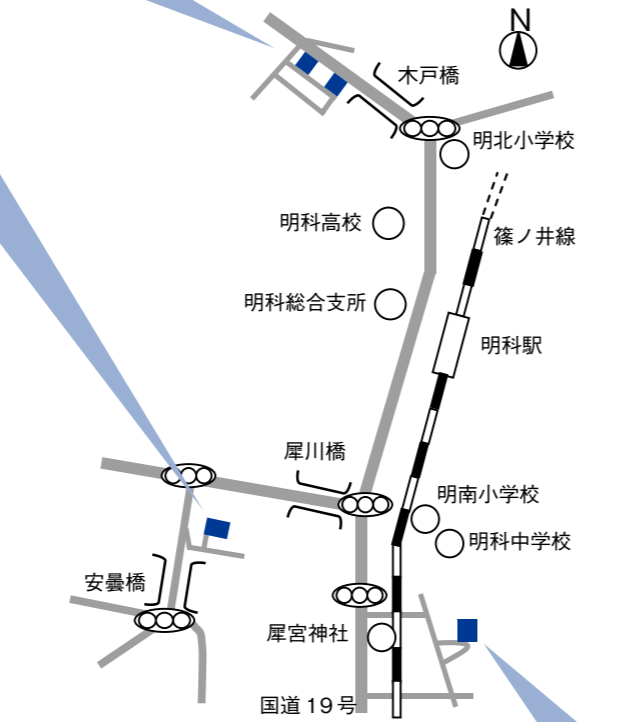 N
木戸橋
明北小学校
明科高校
篠ノ井線
明科総合支所
明科駅
犀川橋
明南小学校
明科中学校
安曇橋
犀宮神社
国道19号